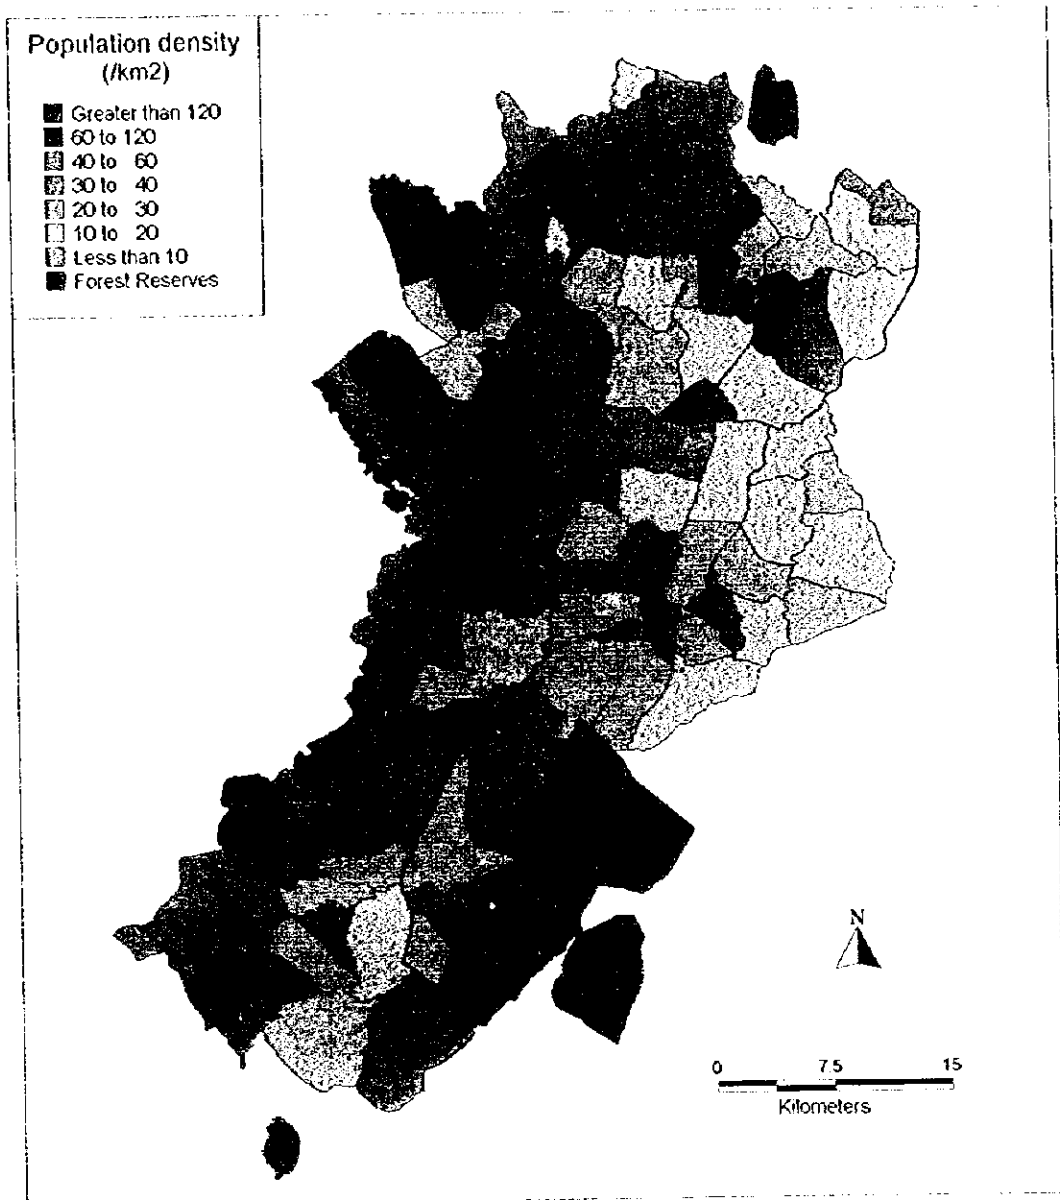 Population density
(/km2)
Greater than 120
60 to 120
40 to 60
30 to 40
20 to 30
10 to 20
Less than 10
Forest Reserves
N
0 7.5 15
Kilometers